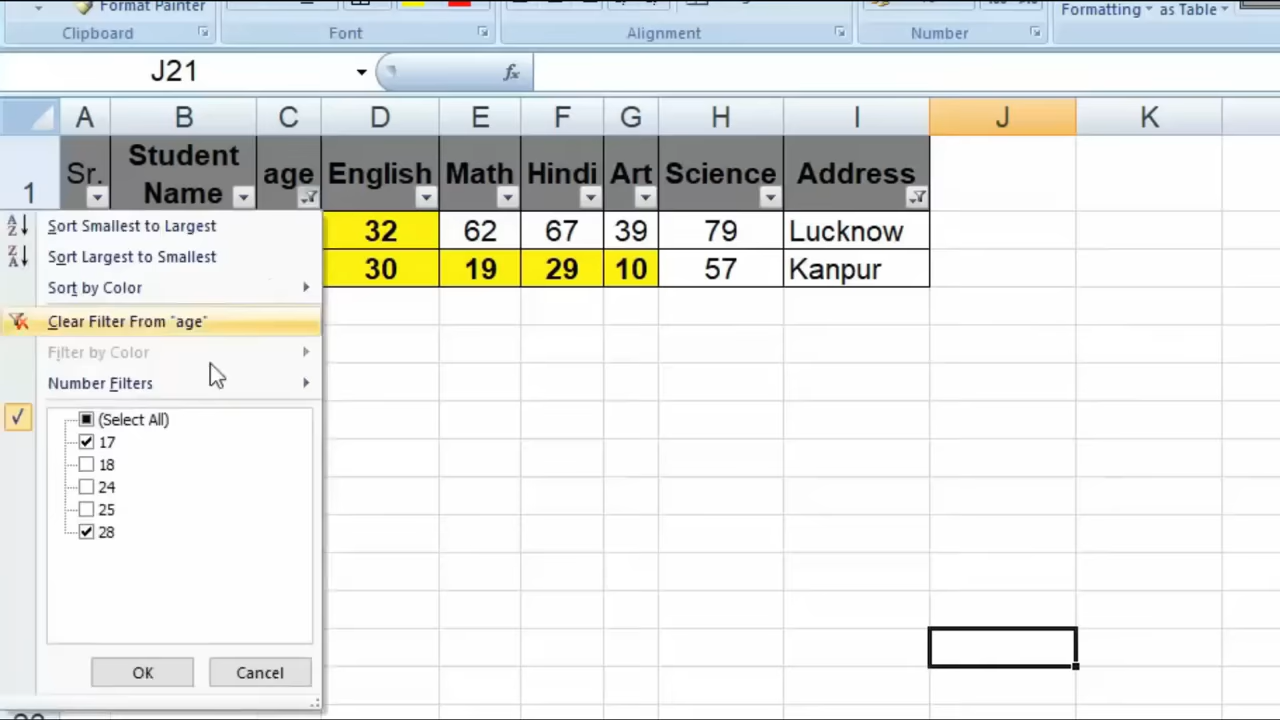 Format Painter
Formatting as Table
Clipboard Font Alignment Number
J21 fx
A B C D E F G H I J K
1 Sr. Student Name age English Math Hindi Art Science Address
32 62 67 39 79 Lucknow
30 19 29 10 57 Kanpur
Sort Smallest to Largest
Sort Largest to Smallest
Sort by Color
Clear Filter From "age"
Filter by Color
Number Filters
(Select All)
17
18
24
25
28
OK Cancel